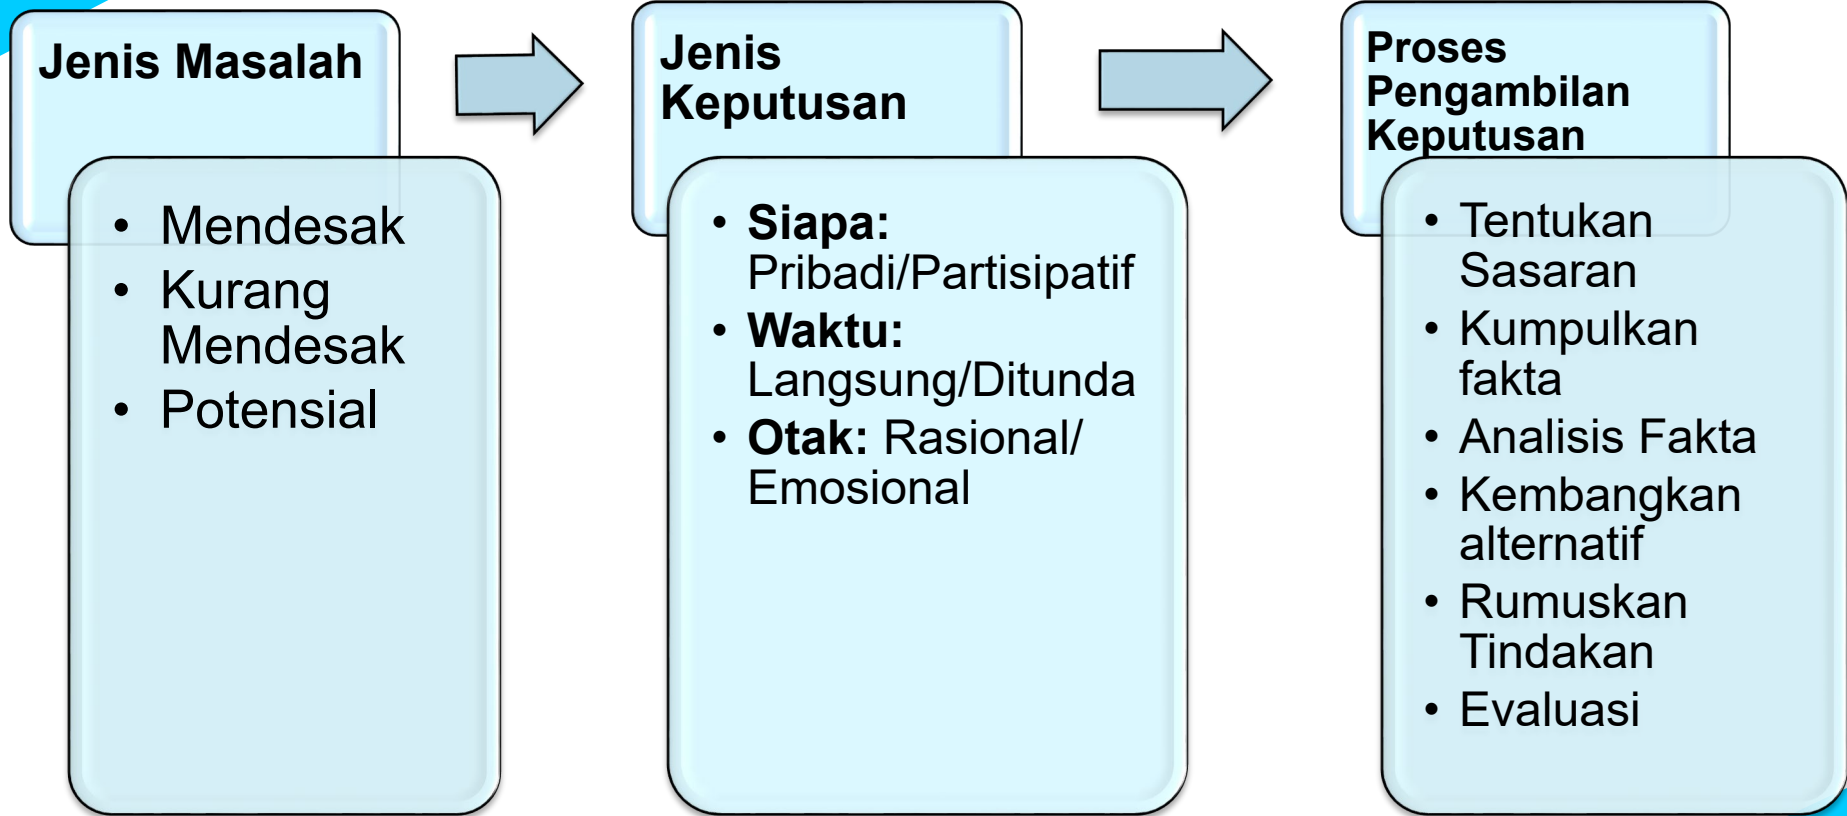 Jenis Masalah
• Mendesak
• Kurang
Mendesak
• Potensial
Jenis
Keputusan
• Siapa:
Pribadi/Partisipatif
• Waktu:
Langsung/Ditunda
• Otak: Rasional/
Emosional
Proses
Pengambilan
Keputusan
• Tentukan
Sasaran
• Kumpulkan
fakta
• Analisis Fakta
• Kembangkan
alternatif
• Rumuskan
Tindakan
• Evaluasi